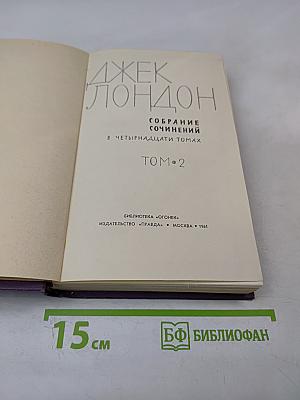 ДЖЕК
ЛОНДОН
СОБРАНИЕ
СОЧИНЕНИЙ
В ЧЕТЫРНАДЦАТИ ТОМАХ
ТОМ • 2
БИБЛИОТЕКА «ОГОНЕК»
ИЗДАТЕЛЬСТВО «ПРАВДА» • МОСКВА • 1961
15 см
БФ БИБЛИОФАН